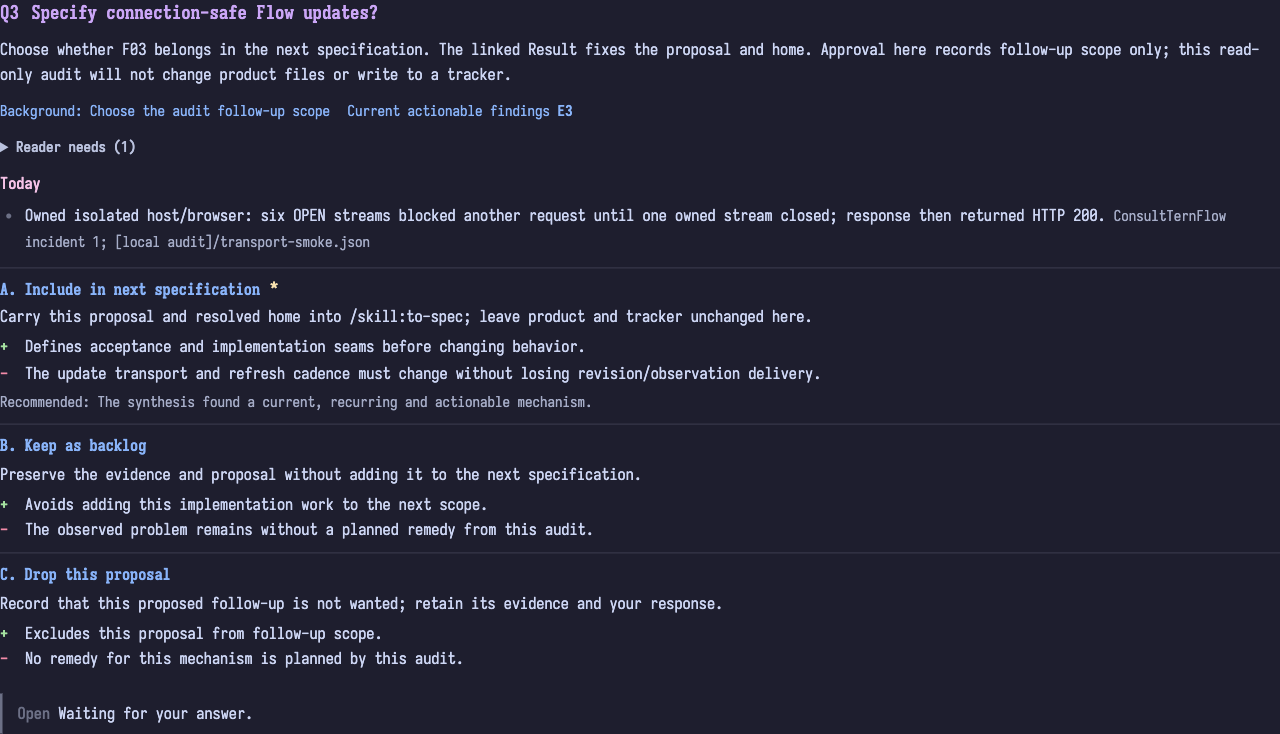 Q3 Specify connection-safe Flow updates?
Choose whether F03 belongs in the next specification. The linked Result fixes the proposal and home. Approval here records follow-up scope only; this read-
only audit will not change product files or write to a tracker.
Background: Choose the audit follow-up scope Current actionable findings E3
▶ Reader needs (1)
Today
• Owned isolated host/browser: six OPEN streams blocked another request until one owned stream closed; response then returned HTTP 200. ConsultTernFlow
incident 1; [local audit]/transport-smoke.json
A. Include in next specification *
Carry this proposal and resolved home into /skill:to-spec; leave product and tracker unchanged here.
+ Defines acceptance and implementation seams before changing behavior.
- The update transport and refresh cadence must change without losing revision/observation delivery.
Recommended: The synthesis found a current, recurring and actionable mechanism.
B. Keep as backlog
Preserve the evidence and proposal without adding it to the next specification.
+ Avoids adding this implementation work to the next scope.
- The observed problem remains without a planned remedy from this audit.
C. Drop this proposal
Record that this proposed follow-up is not wanted; retain its evidence and your response.
+ Excludes this proposal from follow-up scope.
- No remedy for this mechanism is planned by this audit.
Open Waiting for your answer.